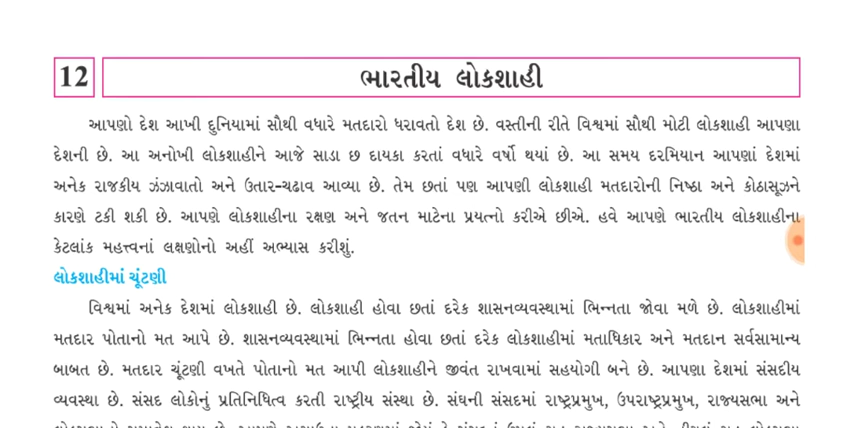 12 ભારતીય લોકશાહી
આપણો દેશ આખી દુનિયામાં સૌથી વધારે મતદારો ધરાવતો દેશ છે. વસ્તીની રીતે વિશ્વમાં સૌથી મોટી લોકશાહી આપણા
દેશની છે. આ અનોખી લોકશાહીને આજે સાડા છ દાયકા કરતાં વધારે વર્ષો થયાં છે. આ સમય દરમિયાન આપણાં દેશમાં
અનેક રાજકીય ઝંઝાવાતો અને ઉતાર-ચઢાવ આવ્યા છે. તેમ છતાં પણ આપણી લોકશાહી મતદારોની નિષ્ઠા અને કોઠાસૂઝને
કારણે ટકી શકી છે. આપણે લોકશાહીના રક્ષણ અને જતન માટેના પ્રયત્નો કરીએ છીએ. હવે આપણે ભારતીય લોકશાહીના
કેટલાંક મહત્ત્વનાં લક્ષણોનો અહીં અભ્યાસ કરીશું.
લોકશાહીમાં ચૂંટણી
વિશ્વમાં અનેક દેશમાં લોકશાહી છે. લોકશાહી હોવા છતાં દરેક શાસનવ્યવસ્થામાં ભિન્નતા જોવા મળે છે. લોકશાહીમાં
મતદાર પોતાનો મત આપે છે. શાસનવ્યવસ્થામાં ભિન્નતા હોવા છતાં દરેક લોકશાહીમાં મતાધિકાર અને મતદાન સર્વસામાન્ય
બાબત છે. મતદાર ચૂંટણી વખતે પોતાનો મત આપી લોકશાહીને જીવંત રાખવામાં સહયોગી બને છે. આપણા દેશમાં સંસદીય
વ્યવસ્થા છે. સંસદ લોકોનું પ્રતિનિધિત્વ કરતી રાષ્ટ્રીય સંસ્થા છે. સંઘની સંસદમાં રાષ્ટ્રપ્રમુખ, ઉપરાષ્ટ્રપ્રમુખ, રાજ્યસભા અને